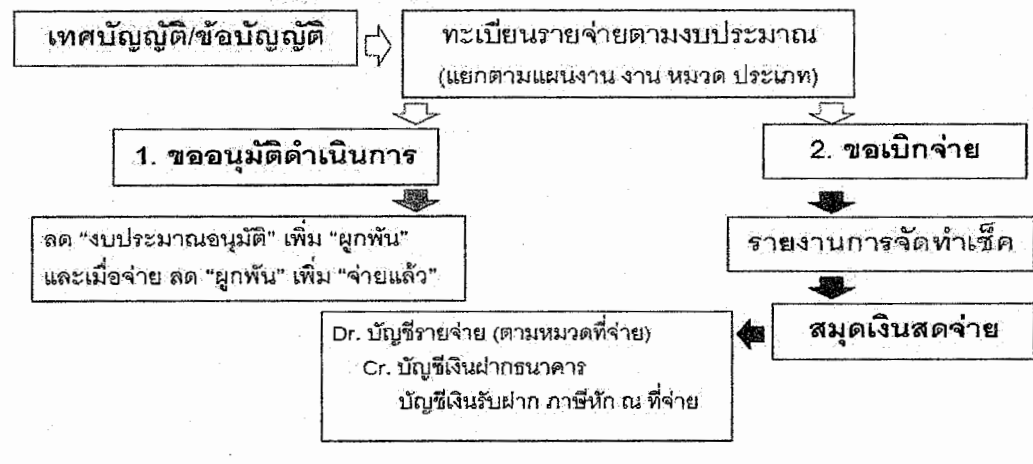 เทศบัญญัติ/ข้อบัญญัติ
ทะเบียนรายจ่ายตามงบประมาณ
(แยกตามแผนงาน งาน หมวด ประเภท)
1. ขออนุมัติดำเนินการ
2. ขอเบิกจ่าย
ลด “งบประมาณอนุมัติ” เพิ่ม “ผูกพัน”
และเมื่อจ่าย ลด “ผูกพัน” เพิ่ม “จ่ายแล้ว”
รายงานการจัดทำเช็ค
สมุดเงินสดจ่าย
Dr. บัญชีรายจ่าย (ตามหมวดที่จ่าย)
Cr. บัญชีเงินฝากธนาคาร
บัญชีเงินรับฝาก ภาษีหัก ณ ที่จ่าย